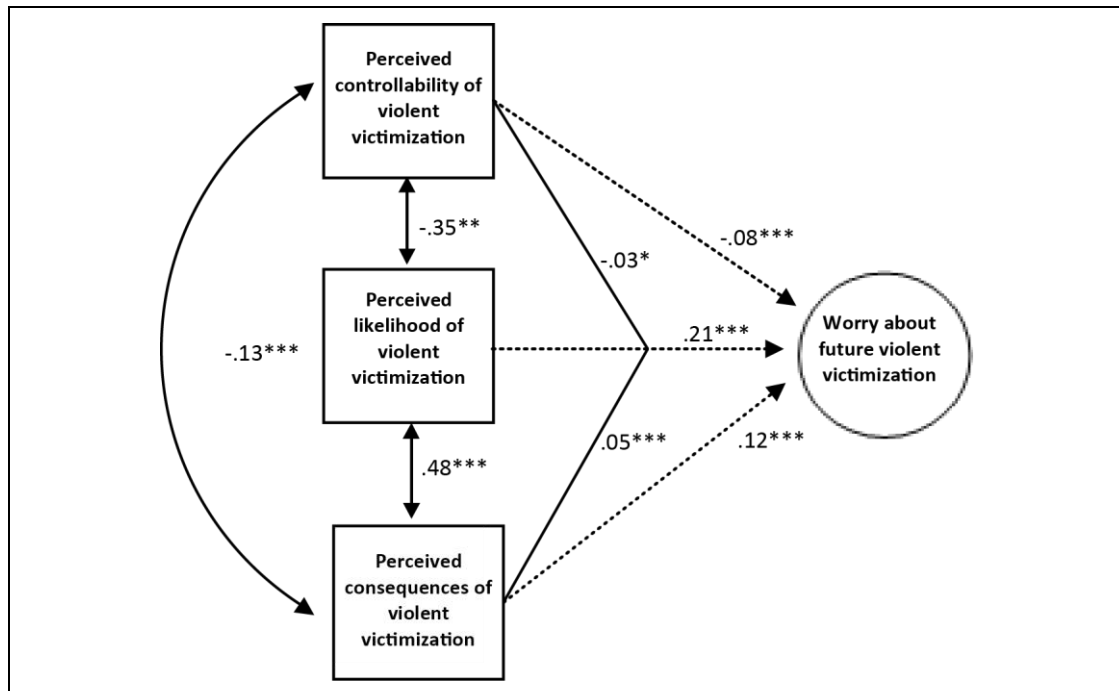 Perceived
controllability of
violent
victimization
-.35**
-.08***
-.03*
Perceived
likelihood of
violent
victimization
-.13***
.21***
Worry about
future violent
victimization
.48***
.05***
.12***
Perceived
consequences of
violent
victimization